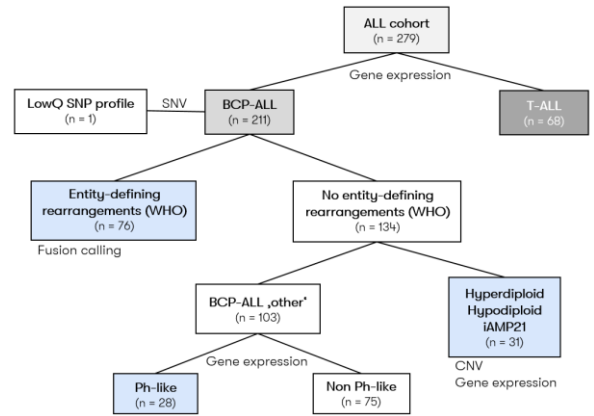 ALL cohort
(n = 279)
Gene expression
LowQ SNP profile
(n = 1)
SNV
BCP-ALL
(n = 211)
T-ALL
(n = 68)
Entity-defining
rearrangements (WHO)
(n = 76)
Fusion calling
No entity-defining
rearrangements (WHO)
(n = 134)
BCP-ALL ‚other‘
(n = 103)
Hyperdiploid
Hypodiploid
iAMP21
(n = 31)
CNV
Gene expression
Gene expression
Ph-like
(n = 28)
Non Ph-like
(n = 75)